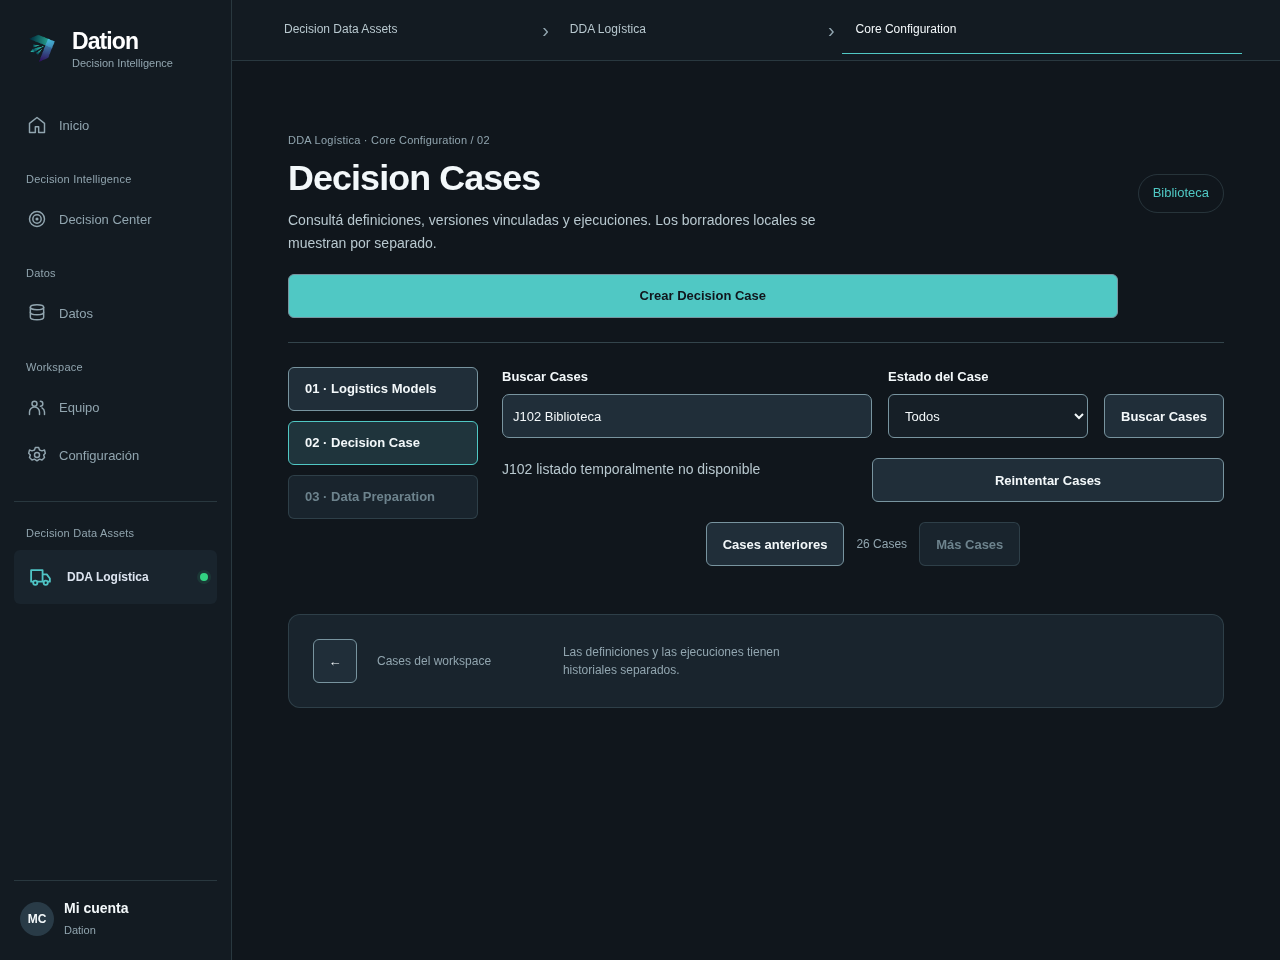 Dation
Decision Intelligence
Inicio
Decision Intelligence
Decision Center
Datos
Datos
Workspace
Equipo
Configuración
Decision Data Assets
DDA Logística
MC
Mi cuenta
Dation
Decision Data Assets › DDA Logística › Core Configuration
DDA Logística · Core Configuration / 02
Decision Cases
Consultá definiciones, versiones vinculadas y ejecuciones. Los borradores locales se
muestran por separado.
Biblioteca
Crear Decision Case
01 · Logistics Models
02 · Decision Case
03 · Data Preparation
Buscar Cases
J102 Biblioteca
Estado del Case
Todos
Buscar Cases
J102 listado temporalmente no disponible
Reintentar Cases
Cases anteriores
26 Cases
Más Cases
←
Cases del workspace
Las definiciones y las ejecuciones tienen
historiales separados.